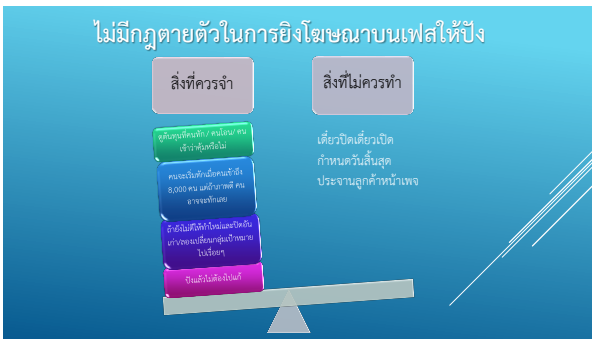 ไม่มีกฎตายตัวในการยิงโฆษณาบนเฟสให้ปัง
สิ่งที่ควรจำ
สิ่งที่ไม่ควรทำ
ดูต้นทุนที่คนทัก / คนโอน/ คน
เข้าว่าคุ้มหรือไม่
คนจะเริ่มทักเมื่อคนเข้าถึง
8,000 คน แต่ถ้าภาพดี คน
อาจจะทักเลย
ถ้ายังไม่ดีให้ทำใหม่และปิดอัน
เก่า/ลองเปลี่ยนกลุ่มเป้าหมาย
ไปเรื่อยๆ
ปังแล้วไม่ต้องไปแก้
เดี๋ยวปิดเดี๋ยวเปิด
กำหนดวันสิ้นสุด
ประจานลูกค้าหน้าเพจ